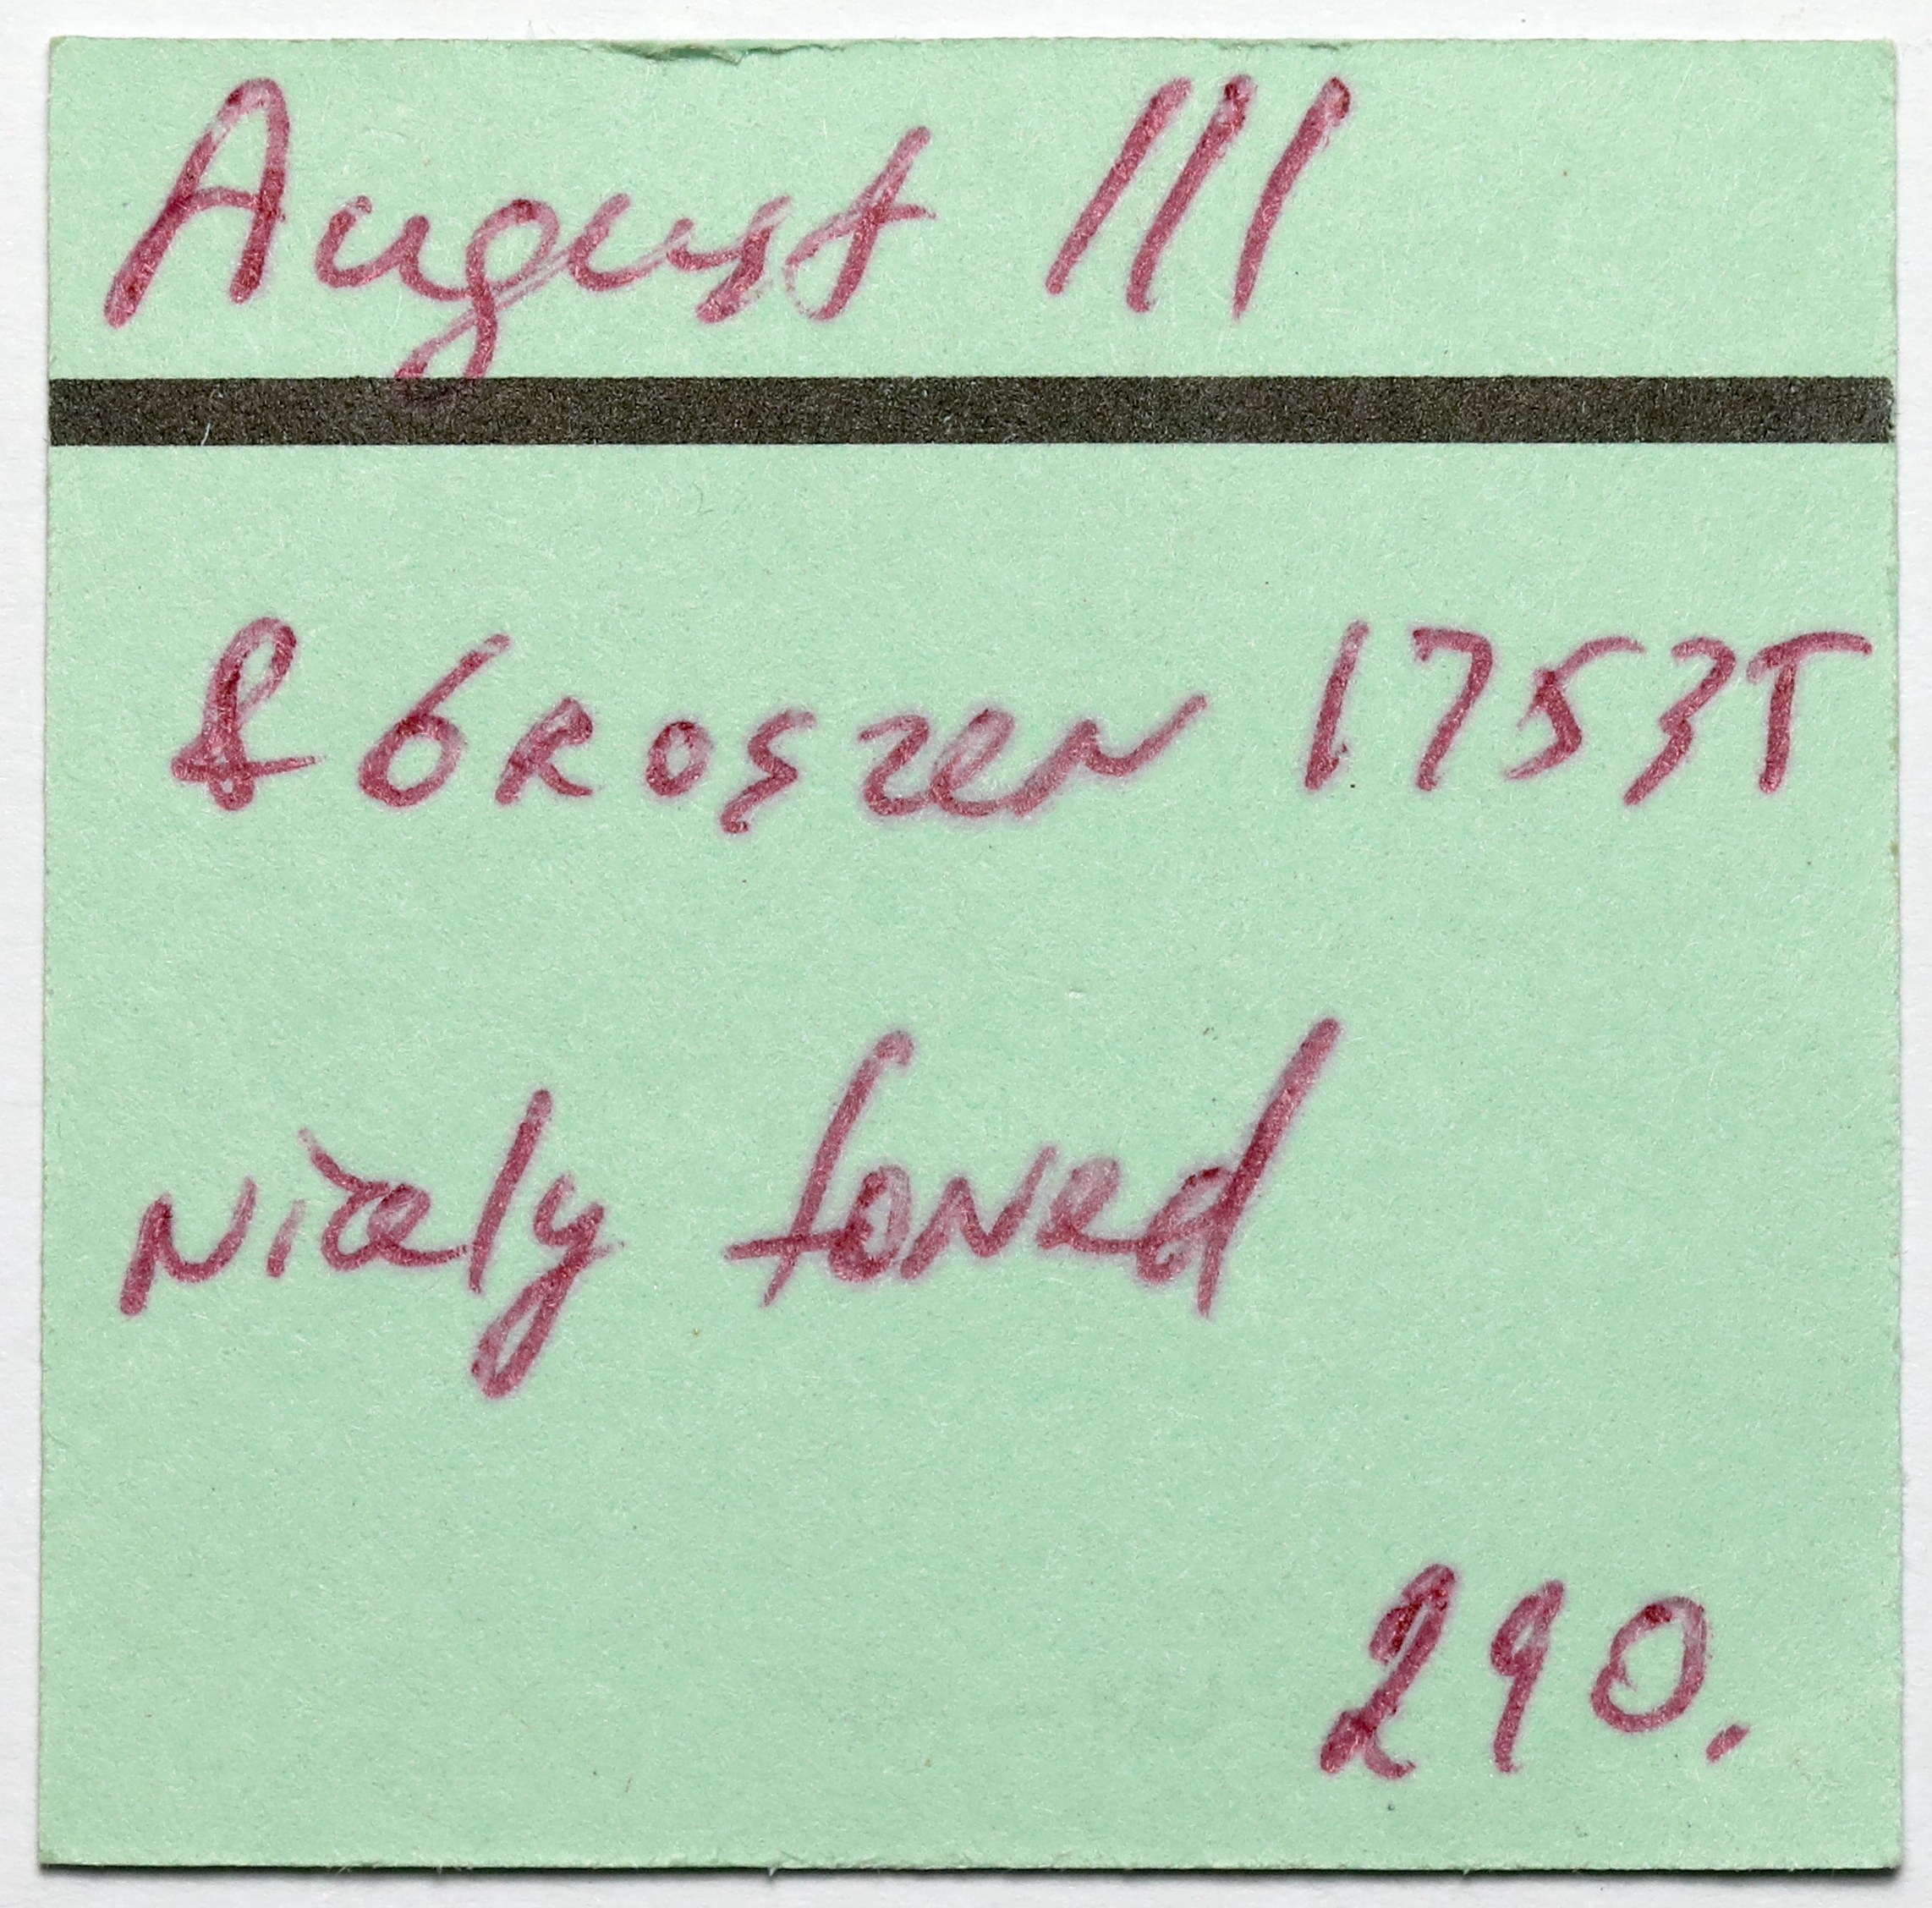 August III
8 Groszen 1753T
Nicely toned
290.